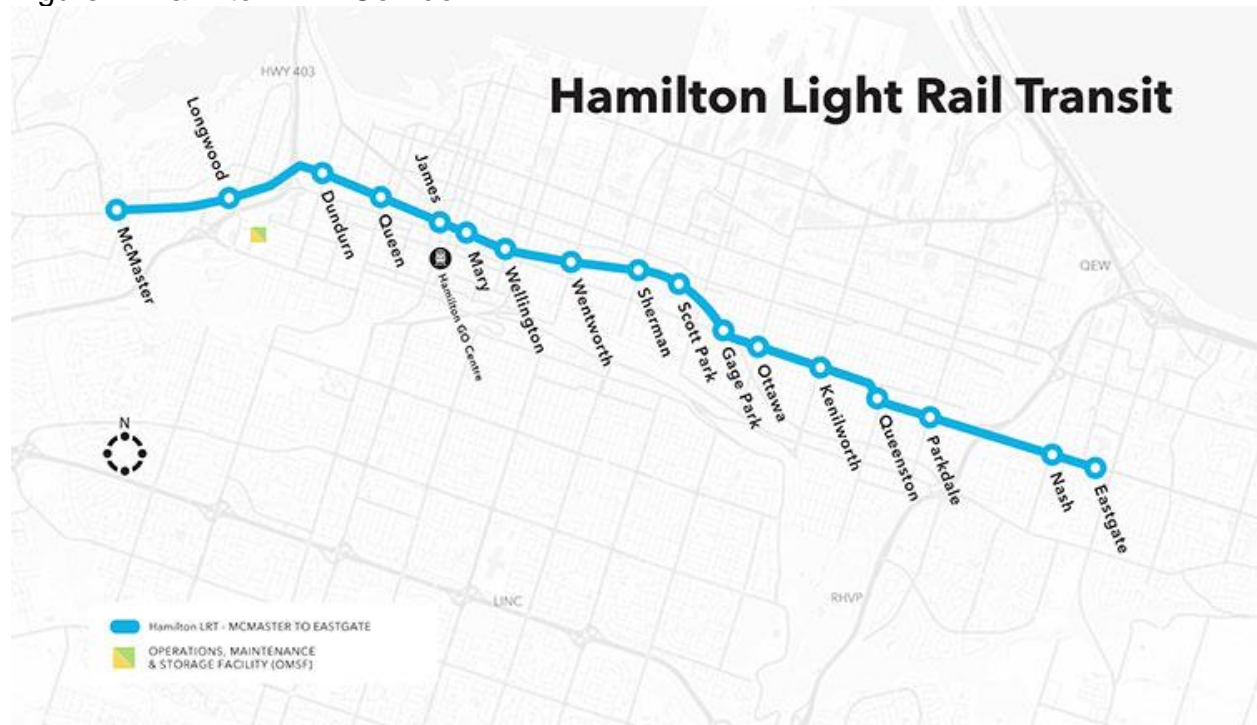 Hamilton Light Rail Transit
HWY 403
Longwood
James
McMaster
Dundurn
Queen
Hamilton GO Centre
Mary
Wellington
Wentworth
Sherman
Scott Park
Gage Park
Ottawa
Kenilworth
Queenston
Parkdale
Nash
Eastgate
QEW
N
LINC
RHVP
Hamilton LRT - MCMASTER TO EASTGATE
OPERATIONS, MAINTENANCE
& STORAGE FACILITY (OMSF)